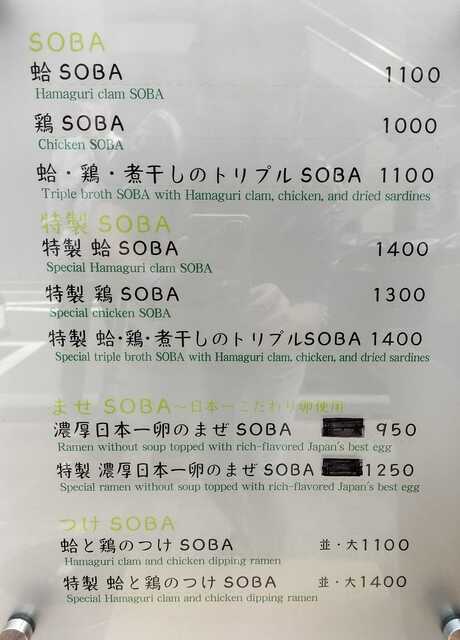 SOBA
蛤 SOBA 1100
Hamaguri clam SOBA
鶏 SOBA 1000
Chicken SOBA
蛤・鶏・煮干しのトリプル SOBA 1100
Triple broth SOBA with Hamaguri clam, chicken, and dried sardines
特製 SOBA
特製 蛤 SOBA 1400
Special Hamaguri clam SOBA
特製 鶏 SOBA 1300
Special chicken SOBA
特製 蛤・鶏・煮干しのトリプルSOBA 1400
Special triple broth SOBA with Hamaguri clam, chicken, and dried sardines
まぜ SOBA～日本一こだわり卵使用
濃厚日本一卵のまぜ SOBA 950
Ramen without soup topped with rich-flavored Japan's best egg
特製 濃厚日本一卵のまぜ SOBA 1250
Special ramen without soup topped with rich-flavored Japan's best egg
つけ SOBA
蛤と鶏のつけ SOBA 並・大1100
Hamaguri clam and chicken dipping ramen
特製 蛤と鶏のつけ SOBA 並・大1400
Special Hamaguri clam and chicken dipping ramen